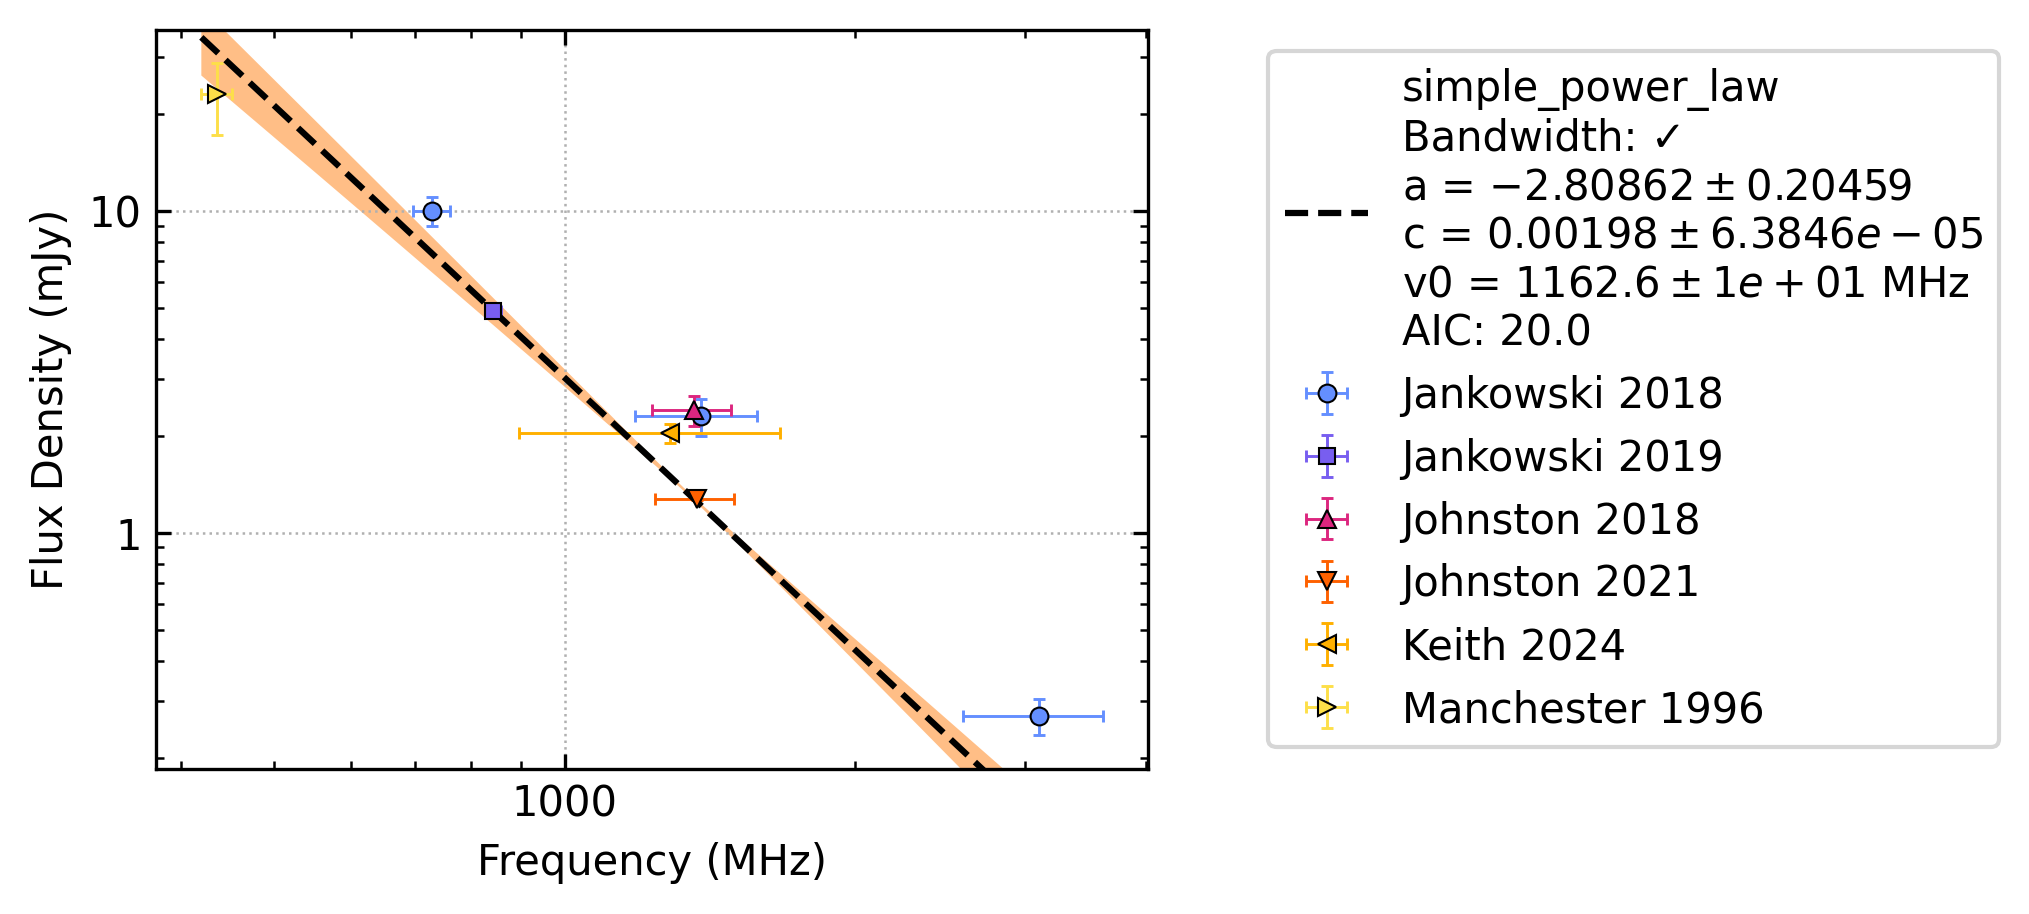 Flux Density (mJy)
10
1
1000
Frequency (MHz)
simple_power_law
Bandwidth: ✓
a = −2.80862 ± 0.20459
c = 0.00198 ± 6.3846e − 05
v0 = 1162.6 ± 1e + 01 MHz
AIC: 20.0
Jankowski 2018
Jankowski 2019
Johnston 2018
Johnston 2021
Keith 2024
Manchester 1996